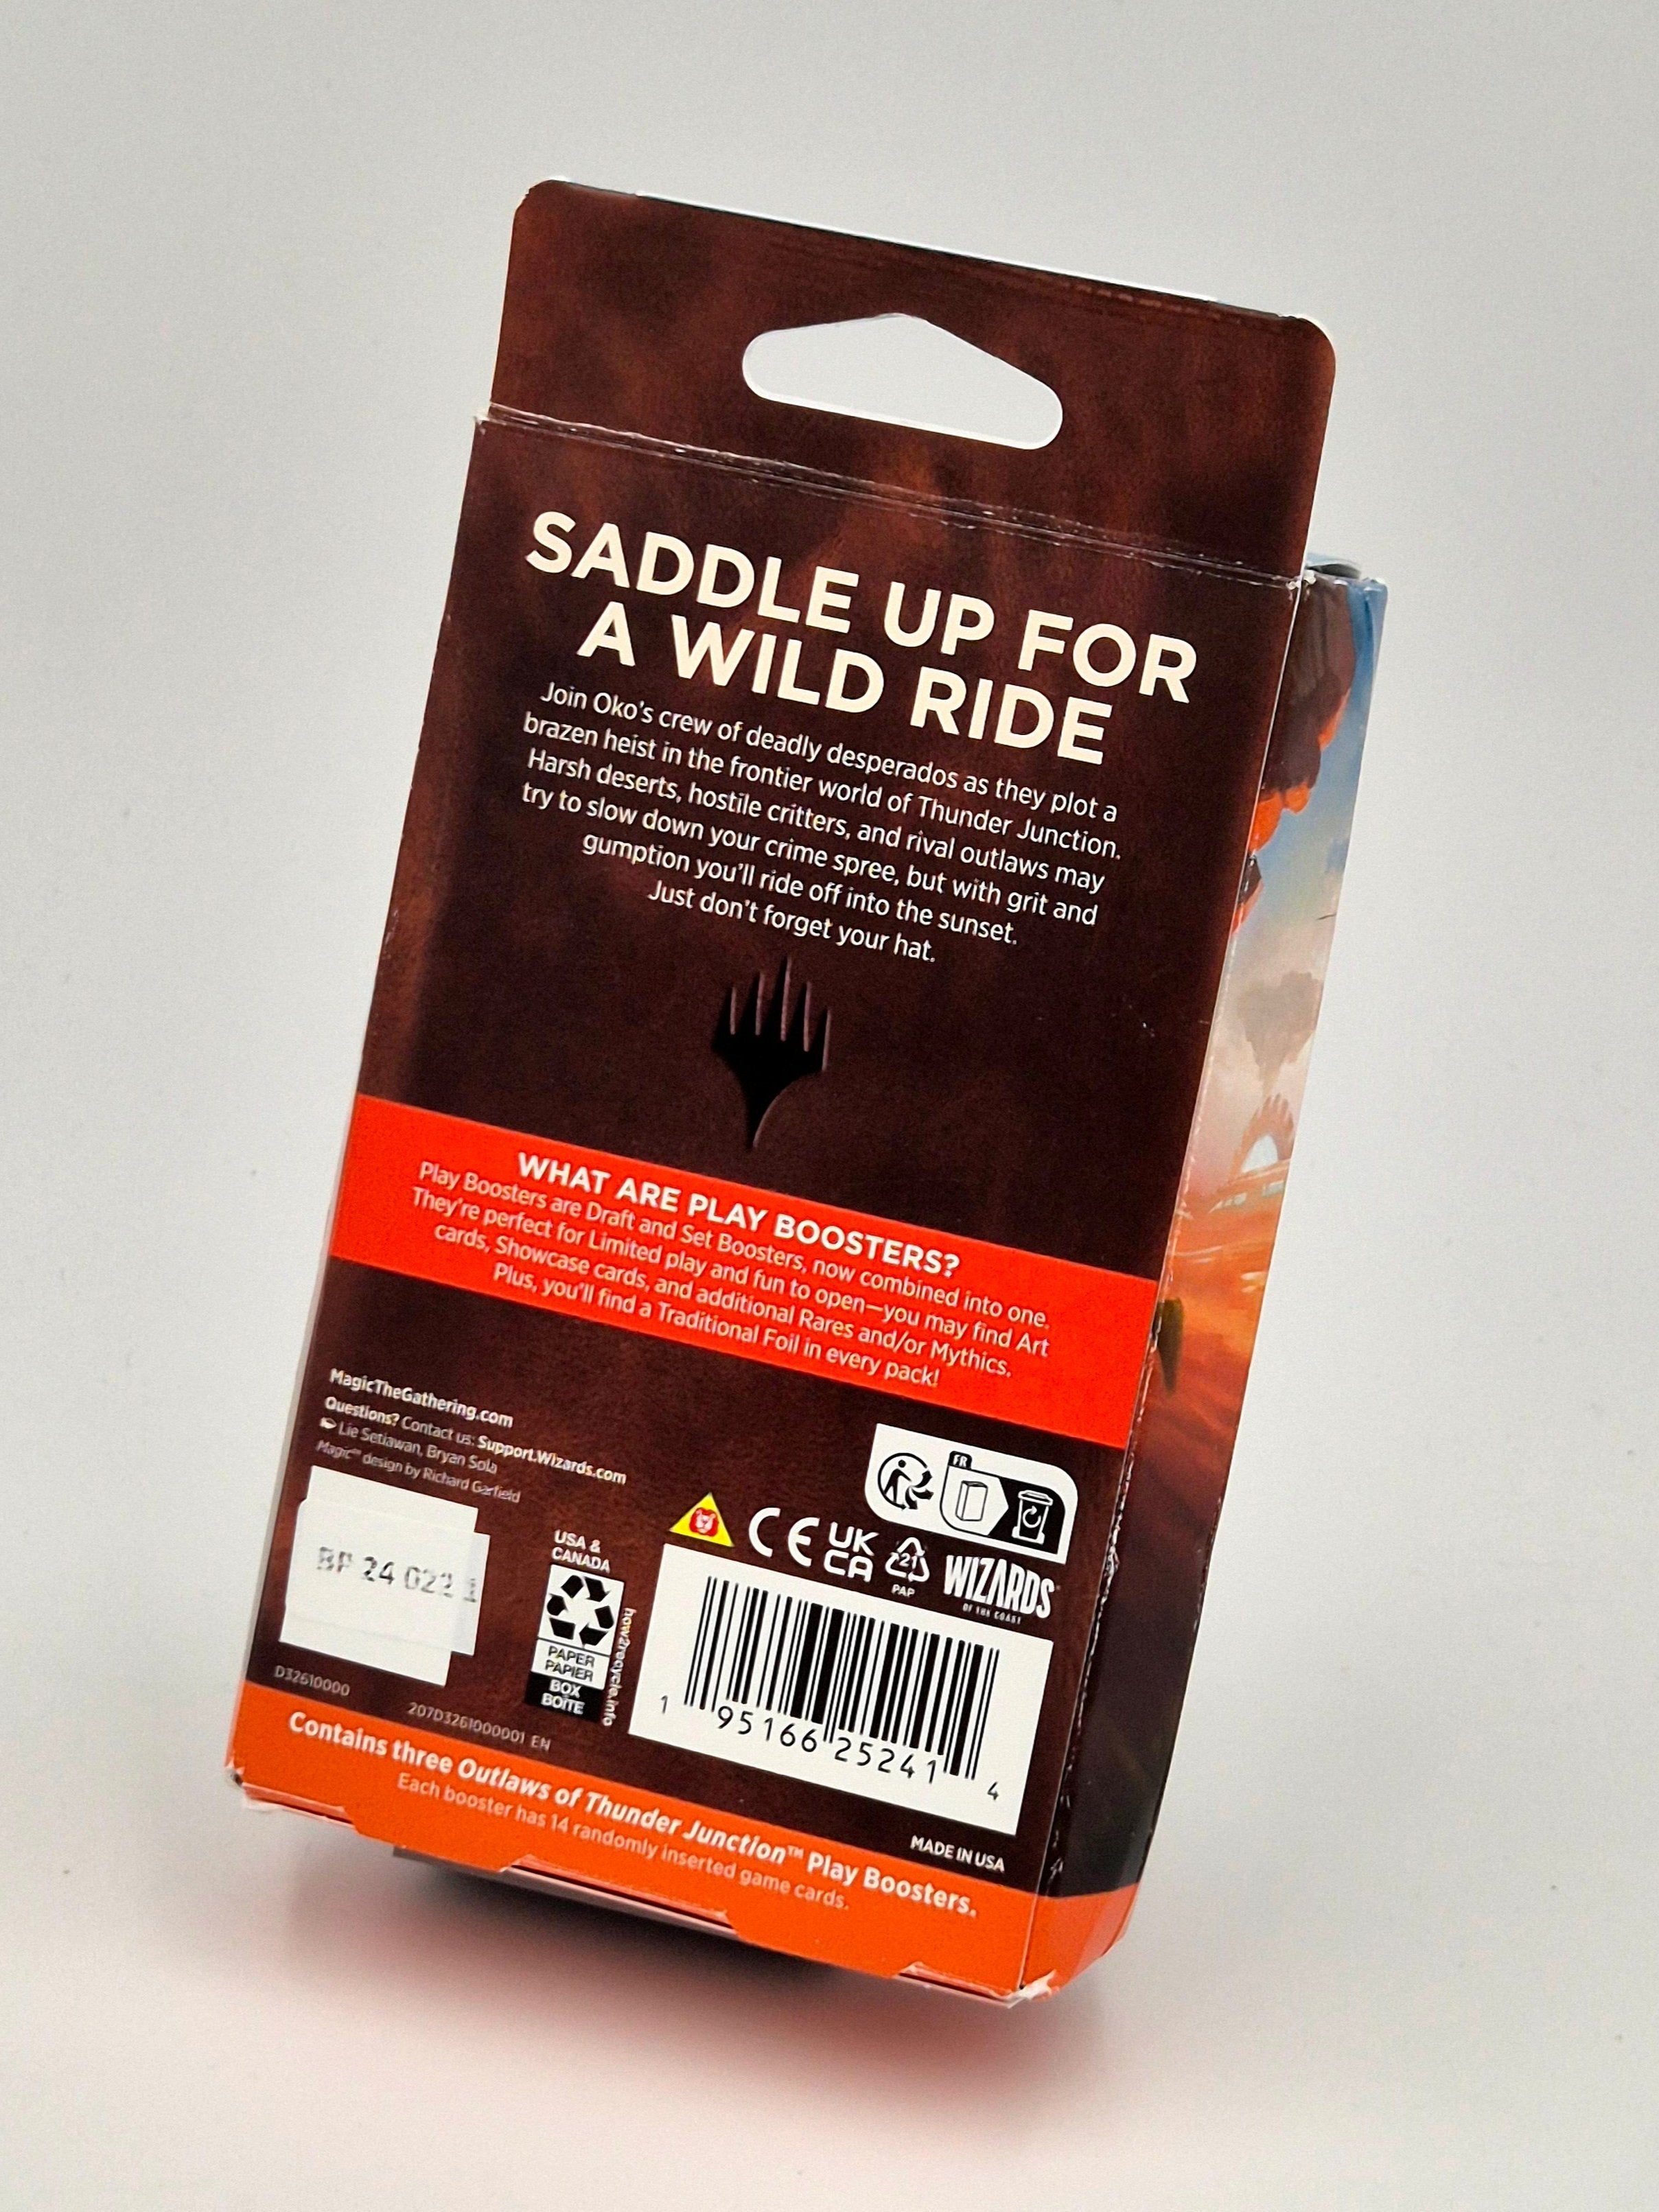 SADDLE UP FOR
A WILD RIDE
Join Oko's crew of deadly desperados as they plot a
brazen heist in the frontier world of Thunder Junction.
Harsh deserts, hostile critters, and rival outlaws may
try to slow down your crime spree, but with grit and
gumption you'll ride off into the sunset.
Just don't forget your hat.
WHAT ARE PLAY BOOSTERS?
Play Boosters are Draft and Set Boosters, now combined into one.
They're perfect for Limited play and fun to open—you may find Art
cards, Showcase cards, and additional Rares and/or Mythics.
Plus, you'll find a Traditional Foil in every pack!
MagicTheGathering.com
Questions? Contact us: Support.Wizards.com
Lie Setiawan, Bryan Sola
Magic℠ design by Richard Garfield
FR
CE
UK
CA
21
PAP
WIZARDS
OF THE COAST
BP 24 022
USA &
CANADA
PAPER
PAPIER
BOX
BOÎTE
how2recycle.info
1 95166 25241 4
D32610000
207D3261000001 EN
MADE IN USA
Contains three Outlaws of Thunder Junction™ Play Boosters.
Each booster has 14 randomly inserted game cards.